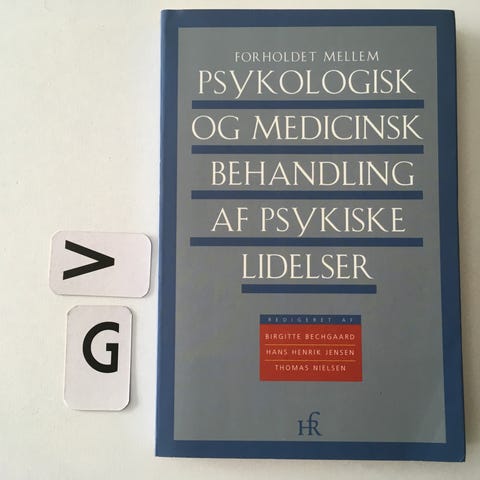 FORHOLDET MELLEM
PSYKOLOGISK
OG MEDICINSK
BEHANDLING
AF PSYKISKE
LIDELSER
REDIGERET AF
BIRGITTE BECHGAARD
HANS HENRIK JENSEN
THOMAS NIELSEN
HR
V
G